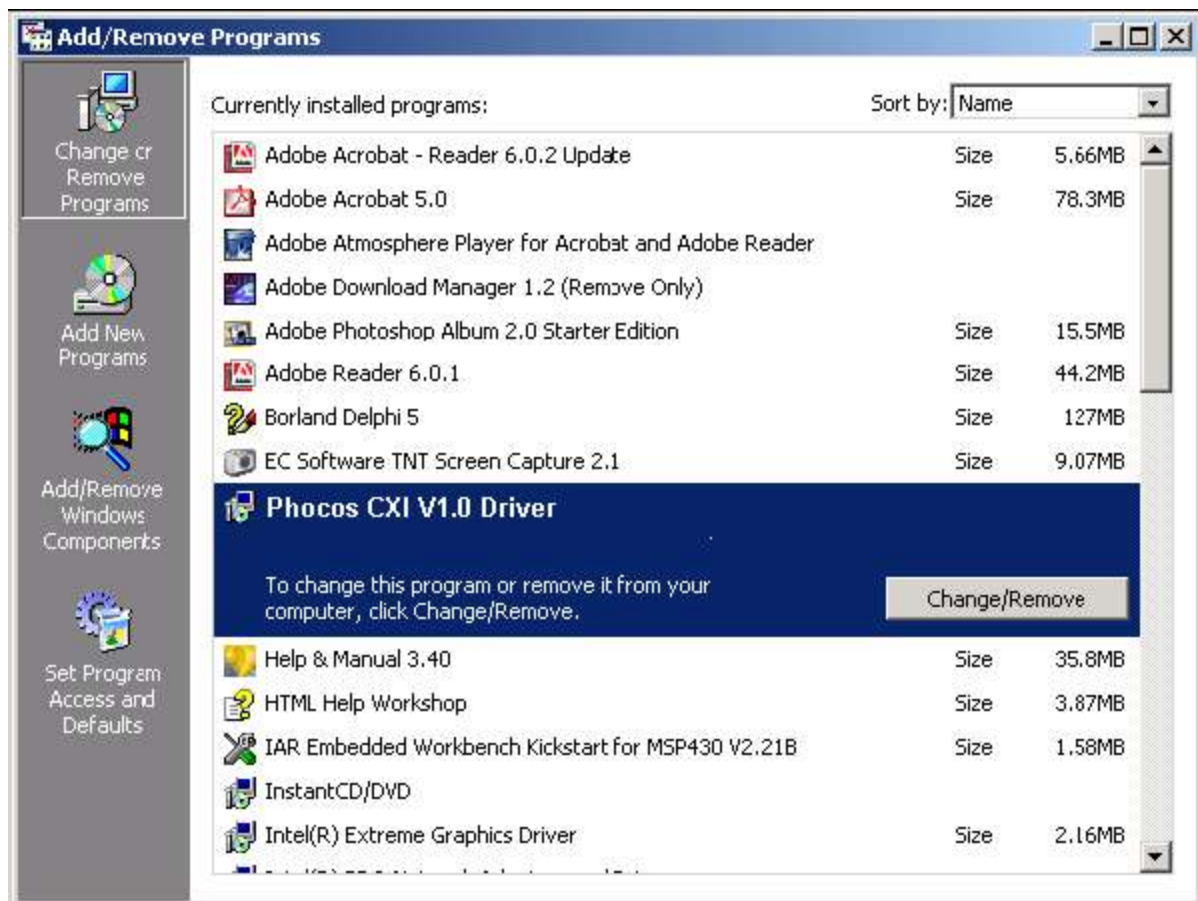 Add/Remove Programs
Change or
Remove
Programs
Add New
Programs
Add/Remove
Windows
Components
Set Program
Access and
Defaults
Currently installed programs:
Sort by: Name
Adobe Acrobat - Reader 6.0.2 Update Size 5.66MB
Adobe Acrobat 5.0 Size 78.3MB
Adobe Atmosphere Player for Acrobat and Adobe Reader
Adobe Download Manager 1.2 (Remove Only)
Adobe Photoshop Album 2.0 Starter Edition Size 15.5MB
Adobe Reader 6.0.1 Size 44.2MB
Borland Delphi 5 Size 127MB
EC Software TNT Screen Capture 2.1 Size 9.07MB
Phocos CXI V1.0 Driver
To change this program or remove it from your
computer, click Change/Remove.
Change/Remove
Help & Manual 3.40 Size 35.8MB
HTML Help Workshop Size 3.87MB
IAR Embedded Workbench Kickstart for MSP430 V2.21B Size 1.58MB
InstantCD/DVD
Intel(R) Extreme Graphics Driver Size 2.16MB